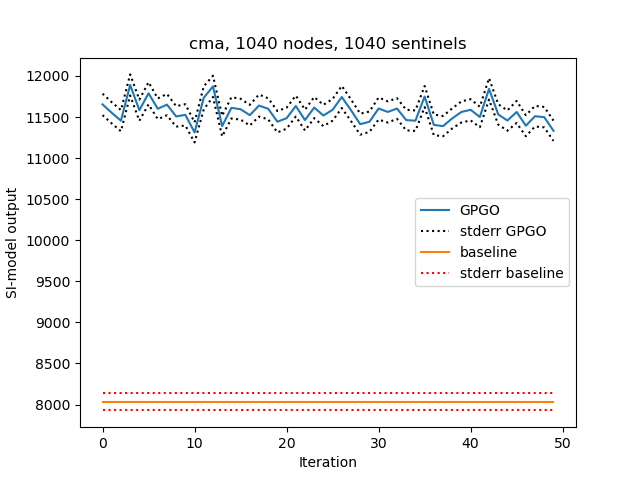 cma, 1040 nodes, 1040 sentinels
SI-model output
12000
11500
11000
10500
10000
9500
9000
8500
8000
GPGO
stderr GPGO
baseline
stderr baseline
0 10 20 30 40 50
Iteration